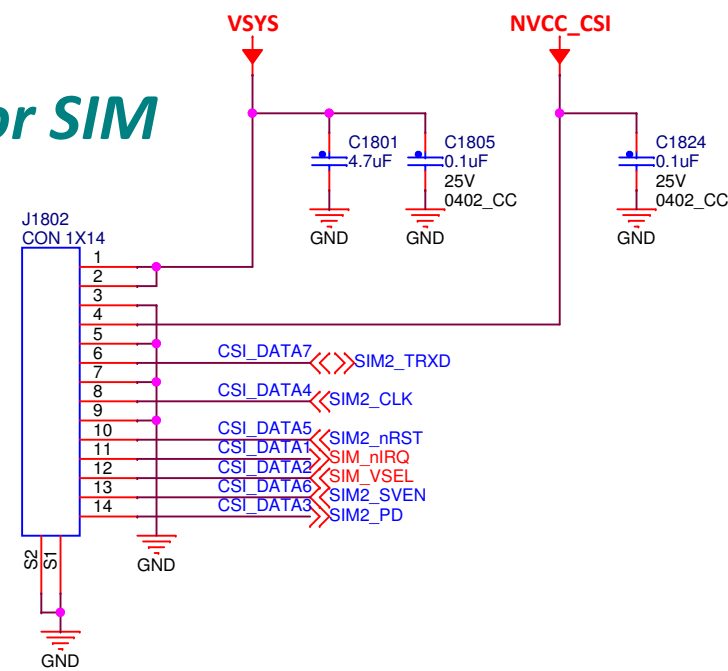 VSYS
NVCC_CSI
or SIM
C1801
4.7uF
C1805
0.1uF
25V
0402_CC
C1824
0.1uF
25V
0402_CC
GND
GND
GND
J1802
CON 1X14
1
2
3
4
5
6
7
8
9
10
11
12
13
14
CSI_DATA7
SIM2_TRXD
CSI_DATA4
SIM2_CLK
CSI_DATA5
SIM2_nRST
CSI_DATA1
SIM_nIRQ
CSI_DATA2
SIM_VSEL
CSI_DATA6
SIM2_SVEN
CSI_DATA3
SIM2_PD
S2
S1
GND
GND